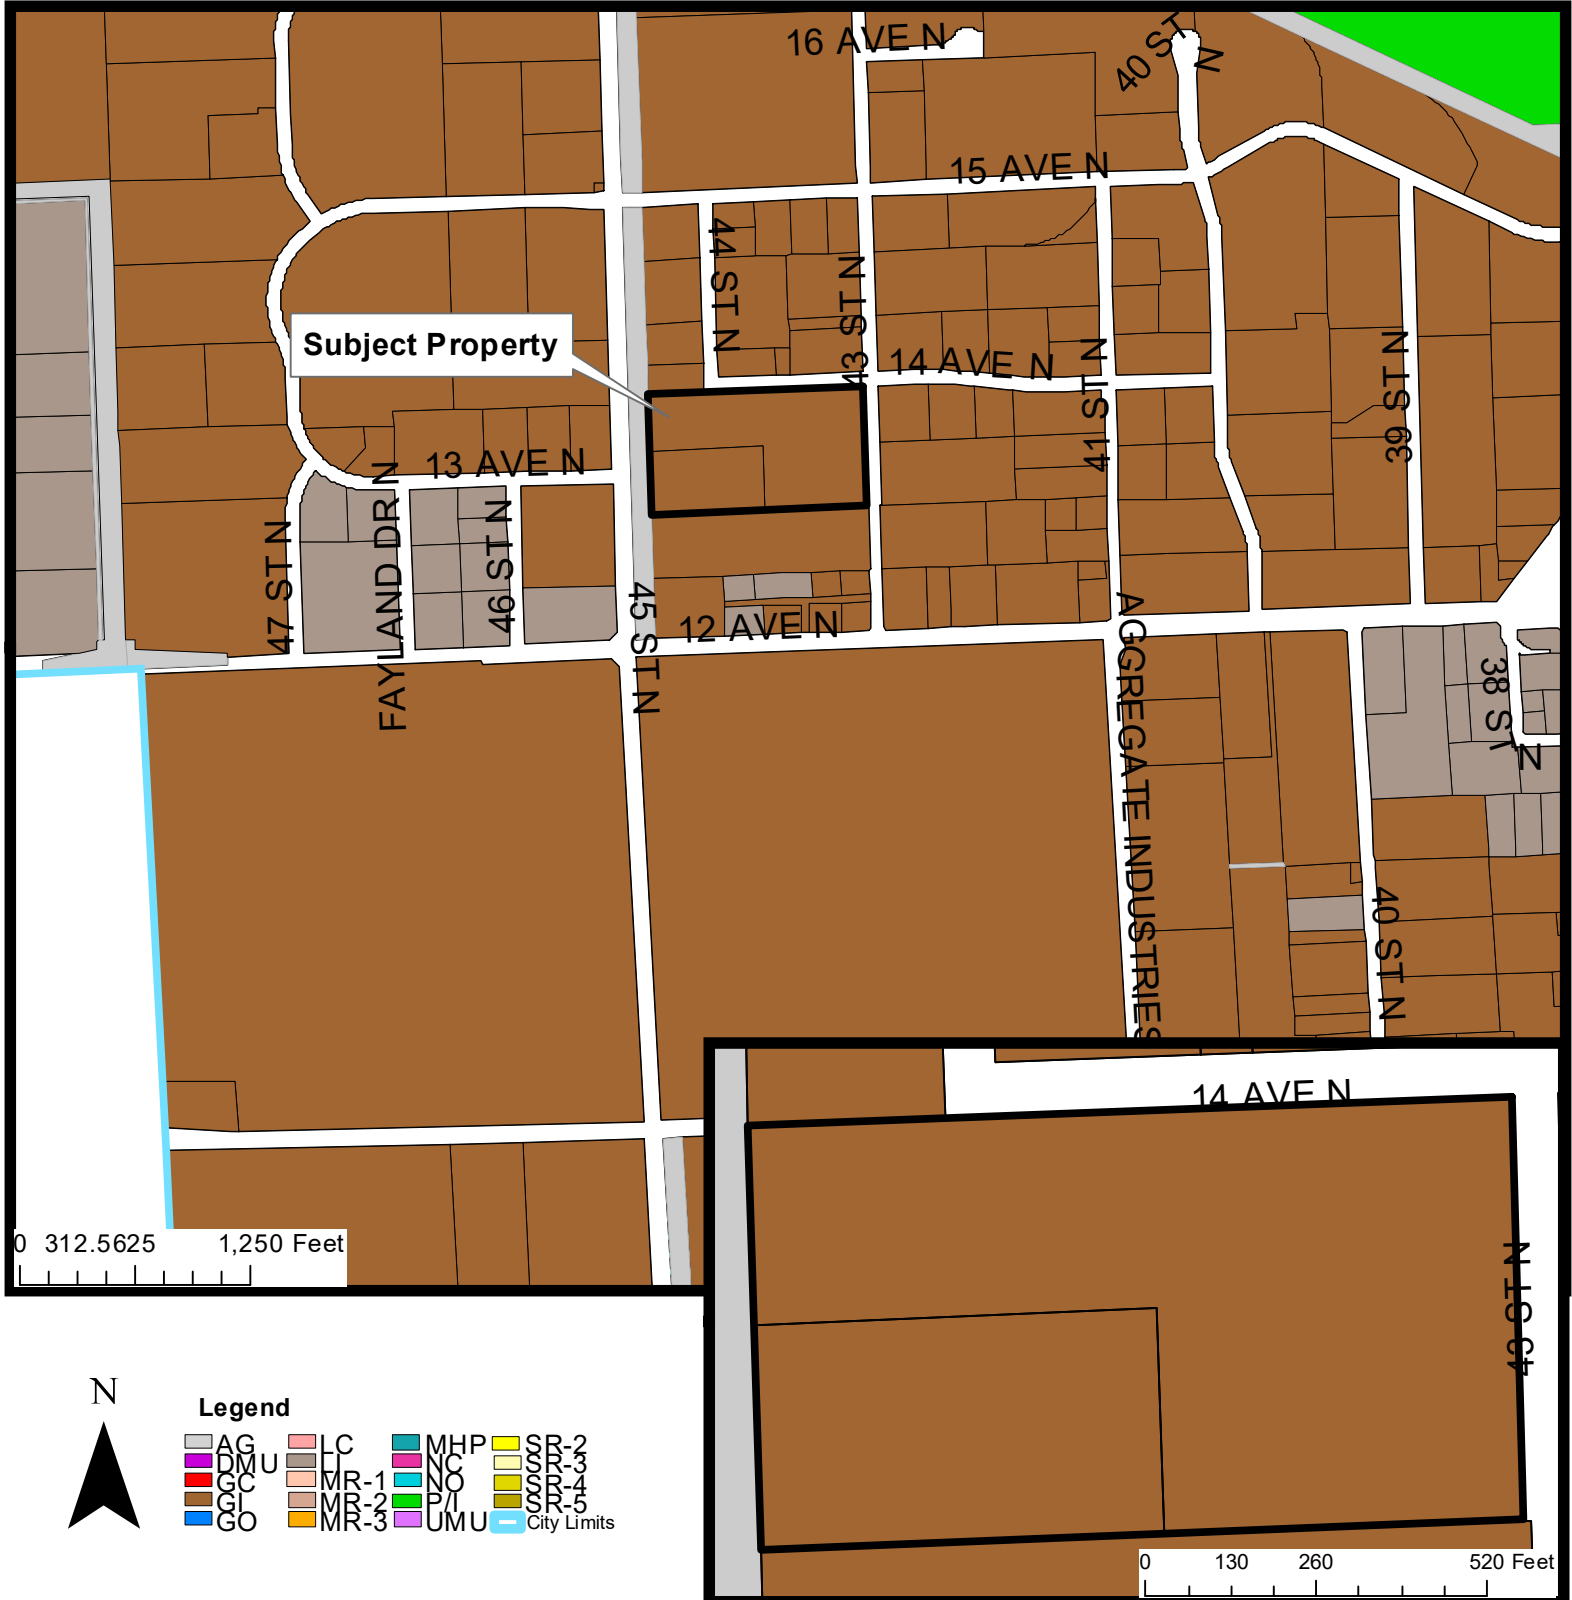 16 AVE N
40 ST N
15 AVE N
44 ST N
43 ST N
Subject Property
14 AVE N
41 ST N
39 ST N
13 AVE N
47 ST N
FAYLAND DR N
46 ST N
45 ST N
12 AVE N
AGGREGATE INDUSTRIES
38 ST N
40 ST N
14 AVE N
43 ST N
0 312.5625 1,250 Feet
N
Legend
AG LC MHP SR-2
DMU LI NC SR-3
GC MR-1 NO SR-4
GI MR-2 P/I SR-5
GO MR-3 UMU City Limits
0 130 260 520 Feet